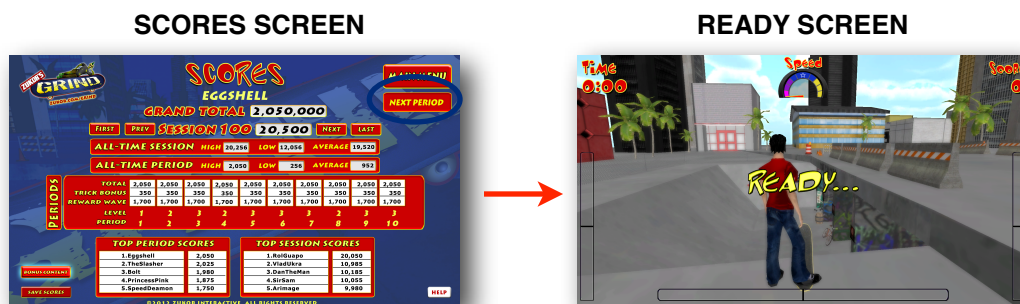 SCORES SCREEN
READY SCREEN
ZUKOR'S
GRIND
SCORES
MAIN MENU
EGGSHELL
NEXT PERIOD
GRAND TOTAL 2,050,000
FIRST PREV SESSION 100 20,500 NEXT LAST
ALL-TIME SESSION HIGH 20,256 LOW 12,056 AVERAGE 19,520
ALL-TIME PERIOD HIGH 2,050 LOW 256 AVERAGE 952
PERIODS
TOTAL 2,050 2,050 2,050 2,050 2,050 2,050 2,050 2,050 2,050 2,050
TRICK BONUS 350 350 350 350 350 350 350 350 350 350
REWARD WAVE 1,700 1,700 1,700 1,700 1,700 1,700 1,700 1,700 1,700 1,700
LEVEL 1 2 3 2 3 3 3 2 3 3
PERIOD 1 2 3 4 5 6 7 8 9 10
TOP PERIOD SCORES
1.Eggshell 2,050
2.TheSlasher 2,025
3.Bolt 1,980
4.PrincessPink 1,875
5.SpeedDeamon 1,750
TOP SESSION SCORES
1.RolGuapo 20,050
2.VladUkra 10,985
3.DanTheMan 10,185
4.SirSam 10,055
5.Arimage 9,980
BONUS CONTENT
SAVE SCORES
HELP
©2012 ZUKOR INTERACTIVE. ALL RIGHTS RESERVED
TIME
0:00
Speed
READY...